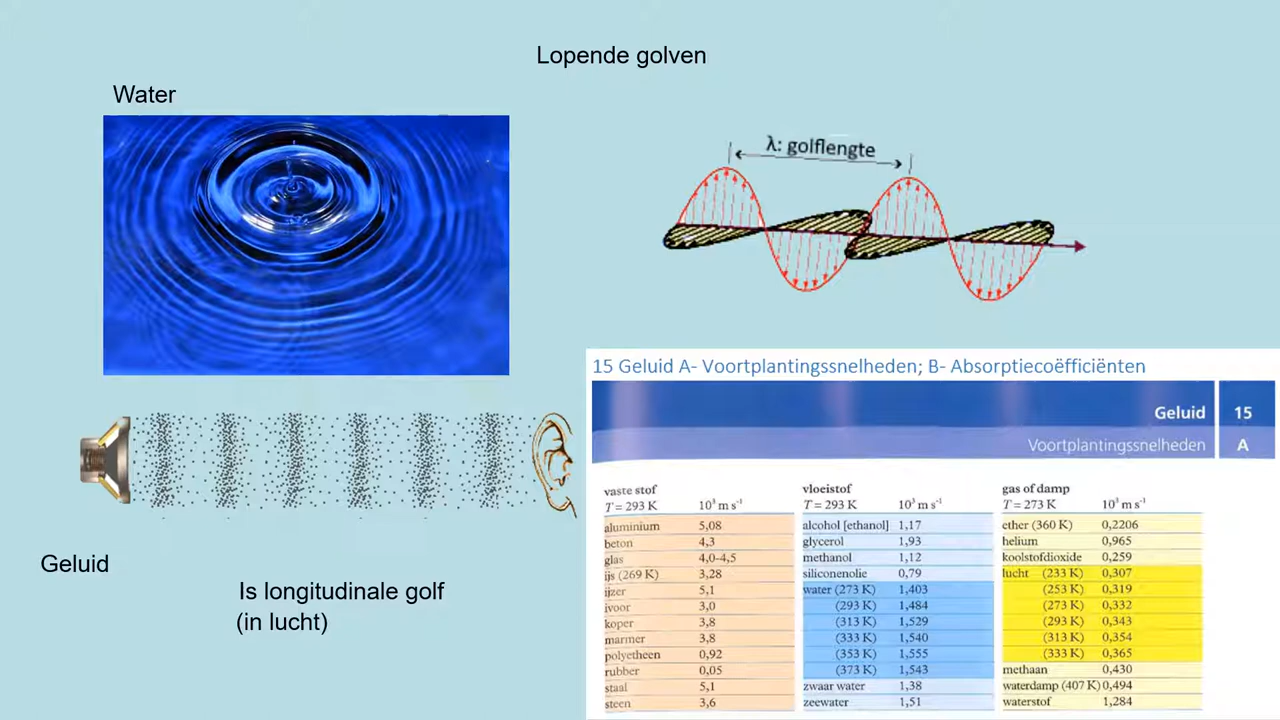 Lopende golven
Water
λ: golflengte
Geluid
Is longitudinale golf
(in lucht)
15 Geluid A- Voortplantingssnelheden; B- Absorptiecoëfficiënten
Geluid 15
Voortplantingssnelheden A
vaste stof
T = 293 K 10³ m s⁻¹
aluminium 5,08
beton 4,3
glas 4,0-4,5
ijs (269 K) 3,28
ijzer 5,1
ivoor 3,0
koper 3,8
marmer 3,8
polyetheen 0,92
rubber 0,05
staal 5,1
steen 3,6
vloeistof
T = 293 K 10³ m s⁻¹
alcohol [ethanol] 1,17
glycerol 1,93
methanol 1,12
siliconenolie 0,79
water (273 K) 1,403
(293 K) 1,484
(313 K) 1,529
(333 K) 1,540
(353 K) 1,555
(373 K) 1,543
zwaar water 1,38
zeewater 1,51
gas of damp
T = 273 K 10³ m s⁻¹
ether (360 K) 0,2206
helium 0,965
koolstofdioxide 0,259
lucht (233 K) 0,307
(253 K) 0,319
(273 K) 0,332
(293 K) 0,343
(313 K) 0,354
(333 K) 0,365
methaan 0,430
waterdamp (407 K) 0,494
waterstof 1,284